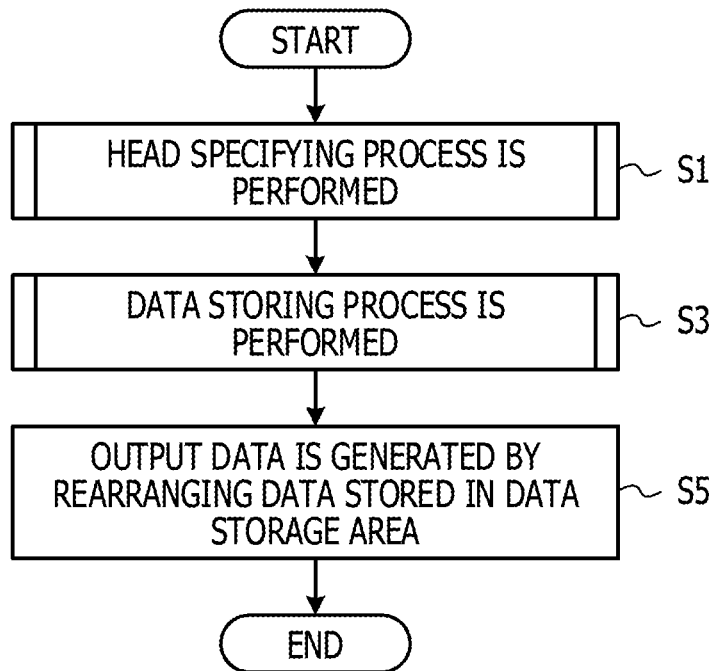 START
HEAD SPECIFYING PROCESS IS
PERFORMED
S1
DATA STORING PROCESS IS
PERFORMED
S3
OUTPUT DATA IS GENERATED BY
REARRANGING DATA STORED IN DATA
STORAGE AREA
S5
END